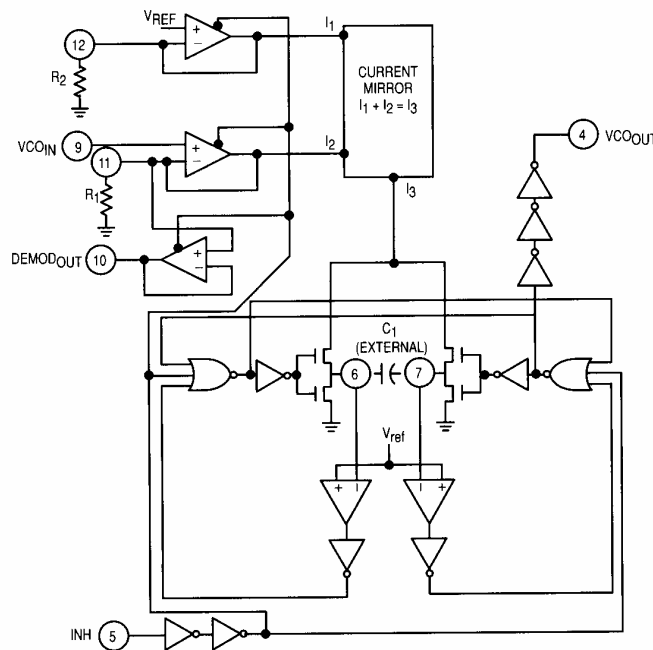 VREF
12
+
−
I1
R2
CURRENT
MIRROR
I1 + I2 = I3
4
VCOOUT
VCOIN
9
11
+
−
I2
R1
I3
DEMODOUT
10
+
−
C1
(EXTERNAL)
6
7
Vref
+
−
−
+
INH
5